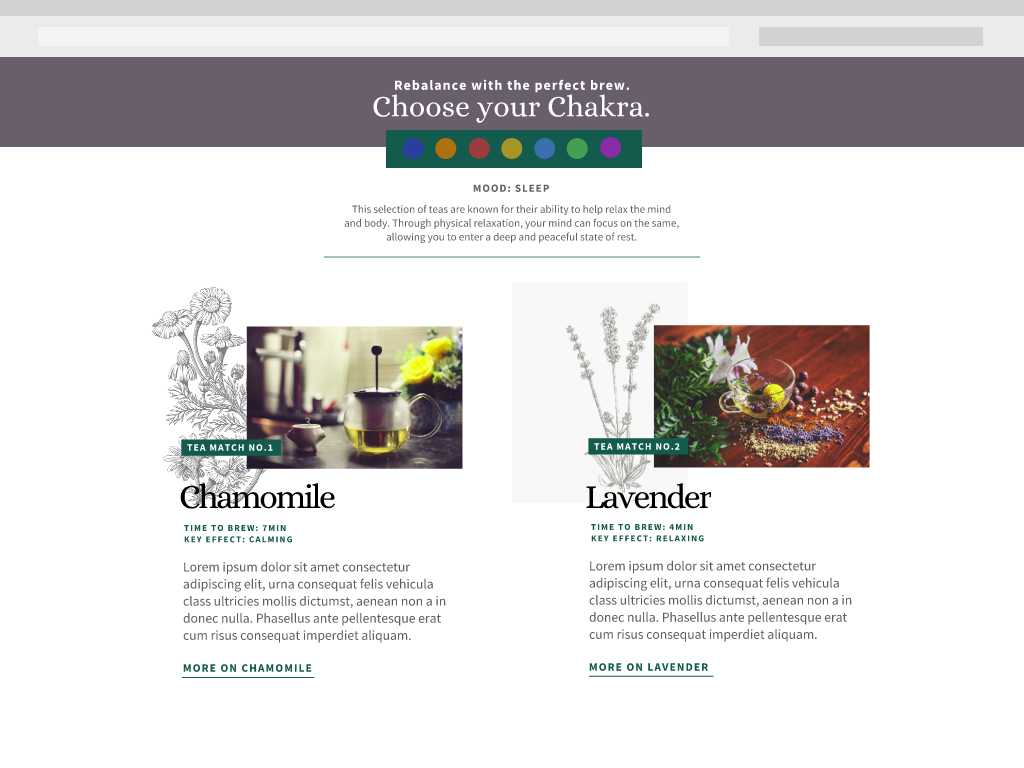 Rebalance with the perfect brew.
Choose your Chakra.
MOOD: SLEEP
This selection of teas are known for their ability to help relax the mind
and body. Through physical relaxation, your mind can focus on the same,
allowing you to enter a deep and peaceful state of rest.
TEA MATCH NO.1
Chamomile
TIME TO BREW: 7MIN
KEY EFFECT: CALMING
Lorem ipsum dolor sit amet consectetur
adipiscing elit, urna consequat felis vehicula
class ultricies mollis dictumst, aenean non a in
donec nulla. Phasellus ante pellentesque erat
cum risus consequat imperdiet aliquam.
MORE ON CHAMOMILE
TEA MATCH NO.2
Lavender
TIME TO BREW: 4MIN
KEY EFFECT: RELAXING
Lorem ipsum dolor sit amet consectetur
adipiscing elit, urna consequat felis vehicula
class ultricies mollis dictumst, aenean non a in
donec nulla. Phasellus ante pellentesque erat
cum risus consequat imperdiet aliquam.
MORE ON LAVENDER